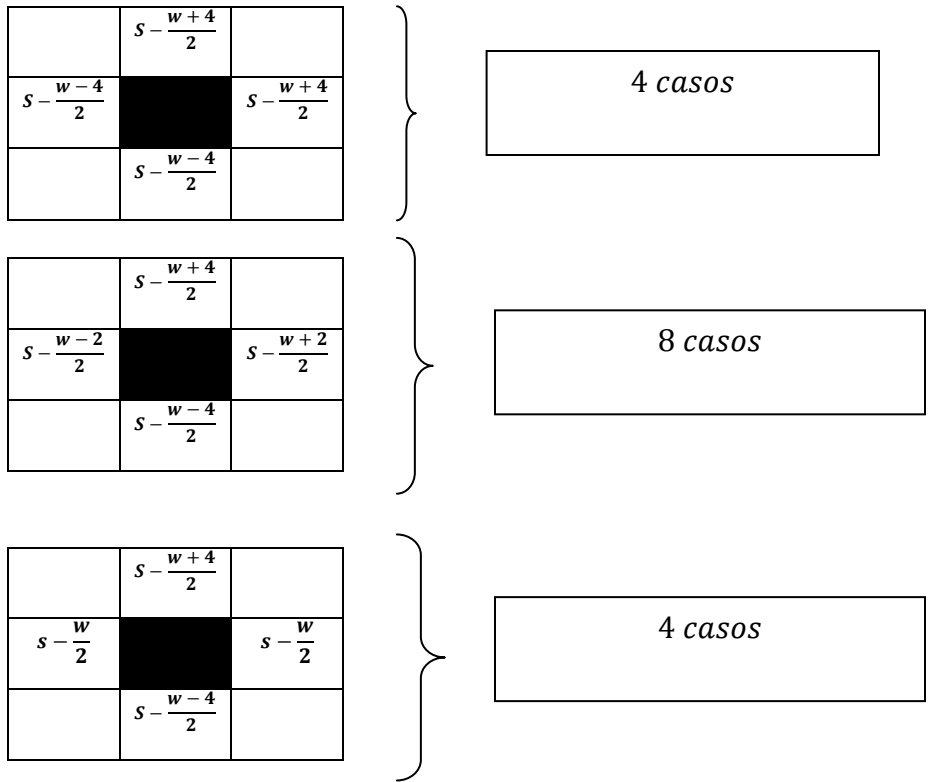 S − (w + 4)/2
S − (w − 4)/2
S − (w + 4)/2
S − (w − 4)/2
4 casos
S − (w + 4)/2
S − (w − 2)/2
S − (w + 2)/2
S − (w − 4)/2
8 casos
S − (w + 4)/2
s − w/2
s − w/2
S − (w − 4)/2
4 casos